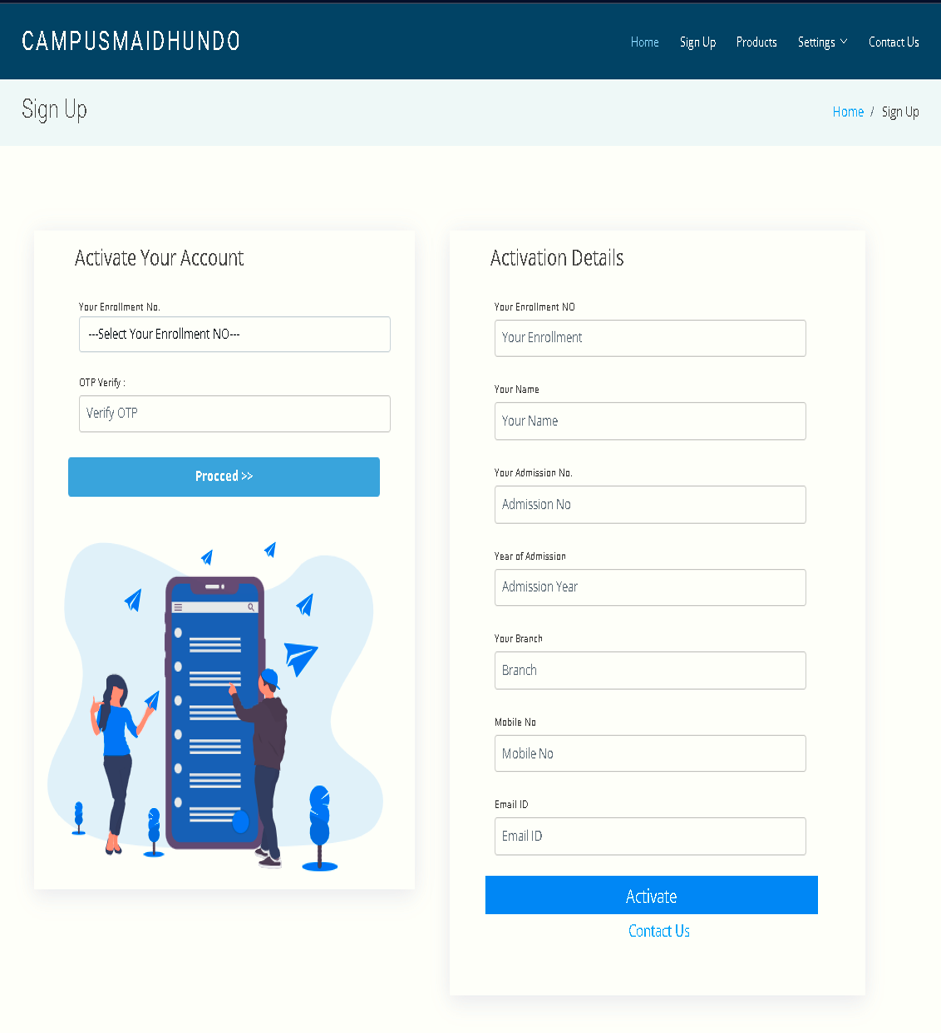 CAMPUSMAIDHUNDO
Home Sign Up Products Settings Contact Us
Sign Up
Home / Sign Up
Activate Your Account
Your Enrollment No.
---Select Your Enrollment NO---
OTP Verify :
Verify OTP
Procced >>
Activation Details
Your Enrollment NO
Your Enrollment
Your Name
Your Name
Your Admission No.
Admission No
Year of Admission
Admission Year
Your Branch
Branch
Mobile No
Mobile No
Email ID
Email ID
Activate
Contact Us